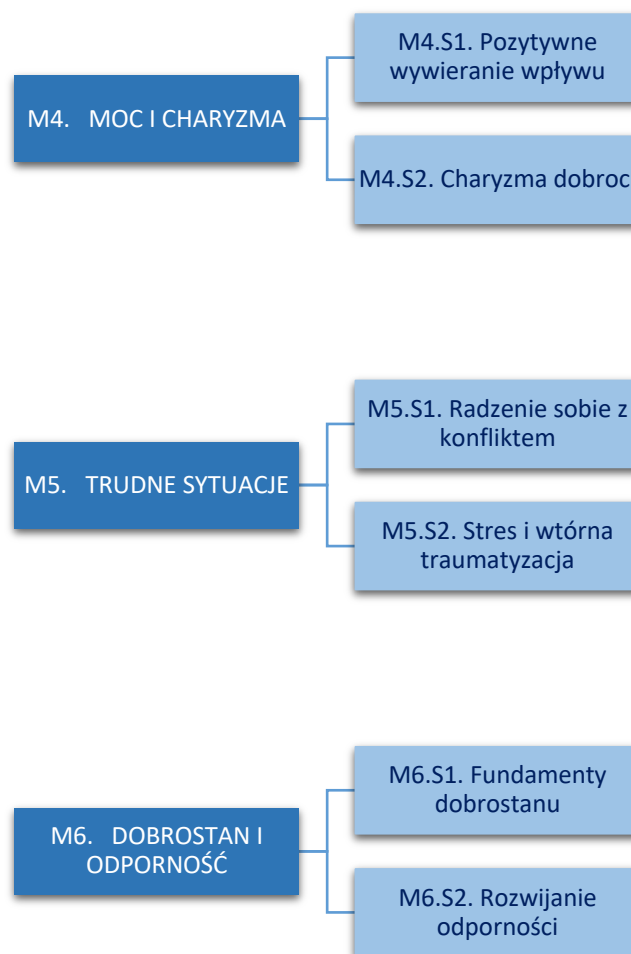 M4. MOC I CHARYZMA
M4.S1. Pozytywne
wywieranie wpływu
M4.S2. Charyzma dobroc
M5. TRUDNE SYTUACJE
M5.S1. Radzenie sobie z
konfliktem
M5.S2. Stres i wtórna
traumatyzacja
M6. DOBROSTAN I
ODPORNOŚĆ
M6.S1. Fundamenty
dobrostanu
M6.S2. Rozwijanie
odporności